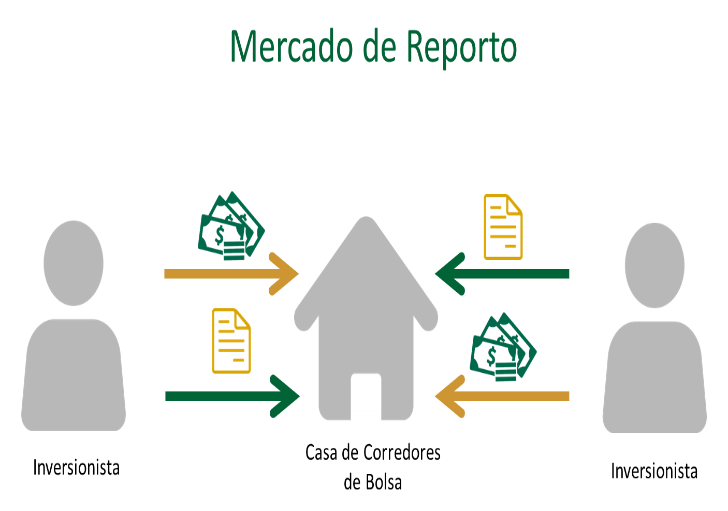 Mercado de Reporto
$
$
$
$
Inversionista
Casa de Corredores
de Bolsa
Inversionista